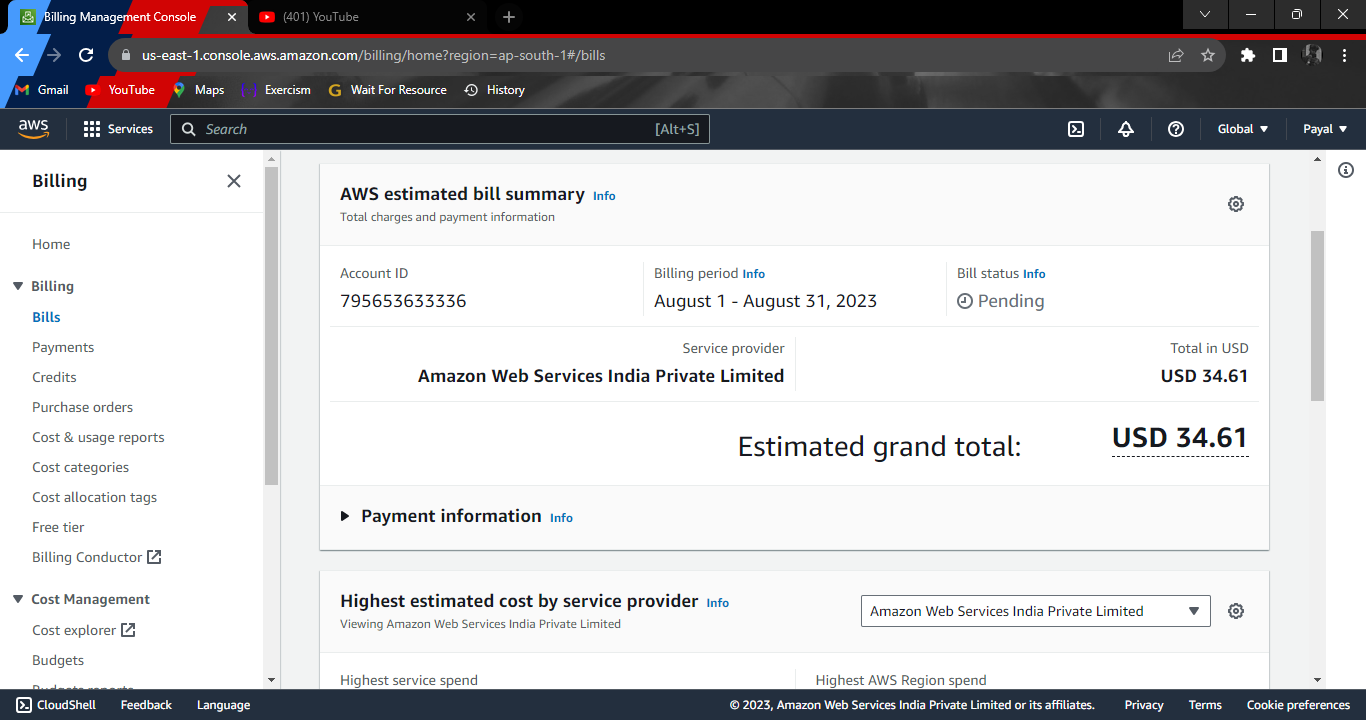 Billing Management Console
(401) YouTube
us-east-1.console.aws.amazon.com/billing/home?region=ap-south-1#/bills
Gmail YouTube Maps Exercism Wait For Resource History
aws Services Search [Alt+S] Global Payal
Billing
Home
Billing
Bills
Payments
Credits
Purchase orders
Cost & usage reports
Cost categories
Cost allocation tags
Free tier
Billing Conductor
Cost Management
Cost explorer
Budgets
Budgets reports
AWS estimated bill summary Info
Total charges and payment information
Account ID
795653633336
Billing period Info
August 1 - August 31, 2023
Bill status Info
Pending
Service provider
Amazon Web Services India Private Limited
Total in USD
USD 34.61
Estimated grand total: USD 34.61
Payment information Info
Highest estimated cost by service provider Info
Viewing Amazon Web Services India Private Limited
Amazon Web Services India Private Limited
Highest service spend
Highest AWS Region spend
CloudShell Feedback Language © 2023, Amazon Web Services India Private Limited or its affiliates. Privacy Terms Cookie preferences